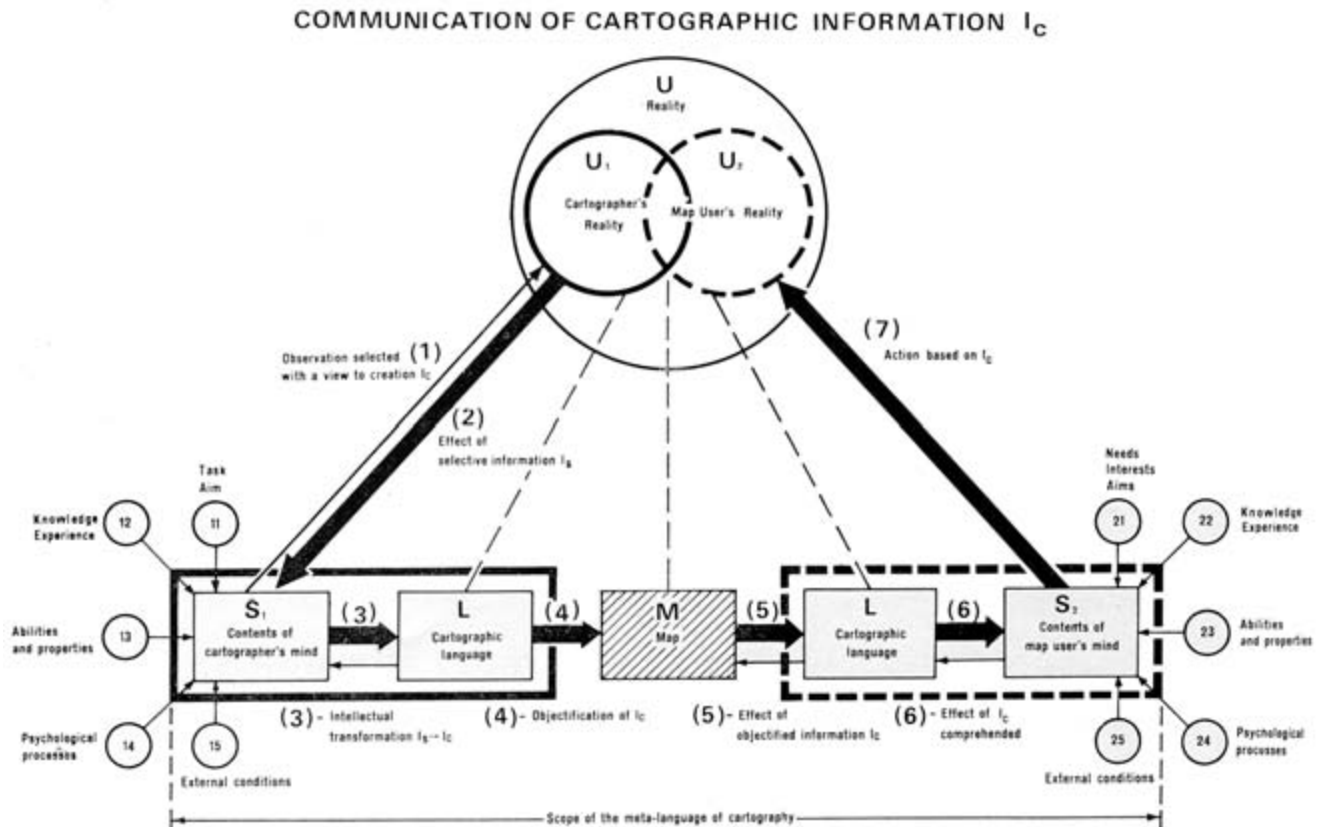 COMMUNICATION OF CARTOGRAPHIC INFORMATION Ic
U
Reality
U1
Cartographer's
Reality
U2
Map User's Reality
(1)
Observation selected
with a view to creation Ic
(2)
Effect of
selective information Is
(7)
Action based on Ic
Task
Aim
11
12
Knowledge
Experience
13
Abilities
and properties
14
Psychological
processes
15
External conditions
S1
Contents of
cartographer's mind
(3)
L
Cartographic
language
(4)
M
Map
(5)
L
Cartographic
language
(6)
S2
Contents of
map user's mind
Needs
Interests
Aims
21
22
Knowledge
Experience
23
Abilities
and properties
24
Psychological
procusses
25
External conditions
(3) - Intellectual
transformation Is – Ic
(4) - Objectification of Ic
(5) - Effect of
objectified information Ic
(6) - Effect of Ic
comprehended
Scope of the meta-language of cartography